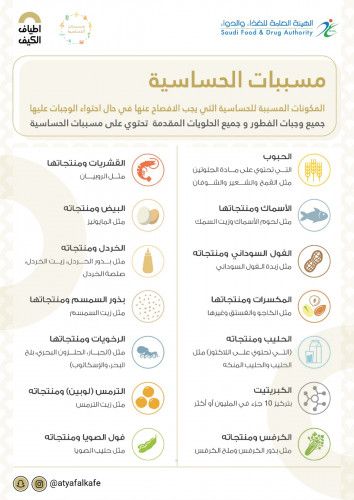 أطياف
الكيف
الهيئة العامة للغذاء والدواء
Saudi Food & Drug Authority
مسببات الحساسية
المكونات المسببة للحساسية التي يجب الافصاح عنها في حال احتواء الوجبات عليها
جميع وجبات الفطور و جميع الحلويات المقدمة تحتوي على مسببات الحساسية
الحبوب
التي تحتوي على مادة الجلوتين
مثل القمح والشعير والشوفان
القشريات ومنتجاتها
مثل الروبيان
الأسماك ومنتجاتها
مثل لحوم الأسماك وزيت السمك
البيض ومنتجاته
مثل المايونيز
الفول السوداني ومنتجاته
مثل زبدة الفول السوداني
الخردل ومنتجاته
مثل بذور الخردل، زيت الخردل،
صلصة الخردل
المكسرات ومنتجاتها
مثل الكاجو والفستق وغيرها
بذور السمسم ومنتجاتها
مثل زيت السمسم
الحليب ومنتجاته
(التي تحتوي على اللاكتوز) مثل
الحليب والحليب المنكه
الرخويات ومنتجاتها
مثل (الحبار، الحلزون البحري، بلح
البحر، والإسكالوب)
الكبريتيت
بتركيز 10 جزء في المليون أو أكثر
الترمس (لوبين) ومنتجاته
مثل زيت الترمس
الكرفس ومنتجاته
مثل بذور الكرفس وملح الكرفس
فول الصويا ومنتجاته
مثل حليب الصويا
@atyafalkafe